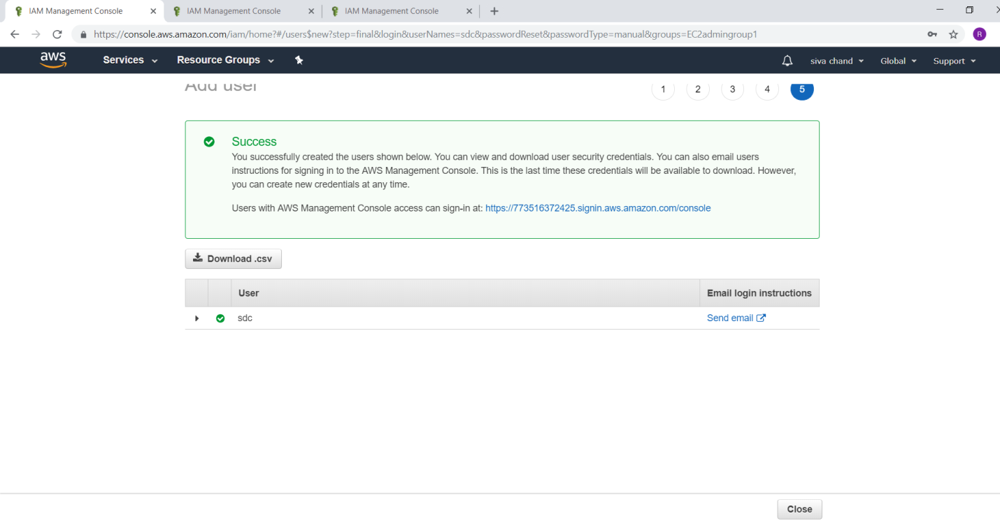 IAM Management Console IAM Management Console IAM Management Console
https://console.aws.amazon.com/iam/home?#/users$new?step=final&login&userNames=sdc&passwordReset&passwordType=manual&groups=EC2admingroup1 R
aws Services Resource Groups siva chand Global Support
Add user 1 2 3 4 5
Success
You successfully created the users shown below. You can view and download user security credentials. You can also email users
instructions for signing in to the AWS Management Console. This is the last time these credentials will be available to download. However,
you can create new credentials at any time.
Users with AWS Management Console access can sign-in at: https://773516372425.signin.aws.amazon.com/console
Download .csv
User Email login instructions
sdc Send email
Close